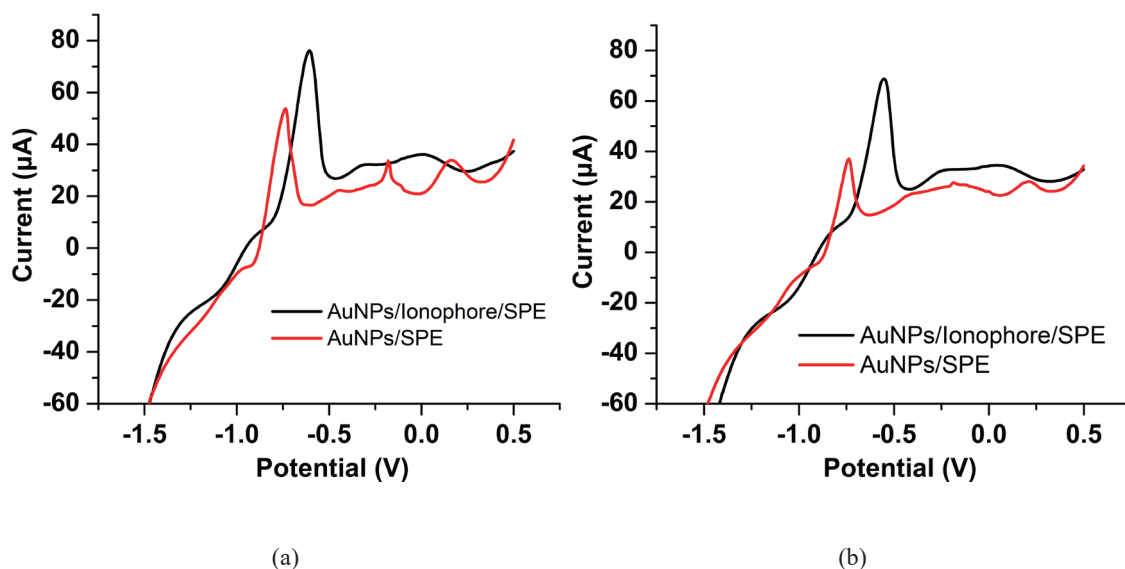 80
60
40
20
0
-20
-40
-60
Current (µA)
AuNPs/Ionophore/SPE
AuNPs/SPE
-1.5 -1.0 -0.5 0.0 0.5
Potential (V)
(a)
80
60
40
20
0
-20
-40
-60
Current (µA)
AuNPs/Ionophore/SPE
AuNPs/SPE
-1.5 -1.0 -0.5 0.0 0.5
Potential (V)
(b)